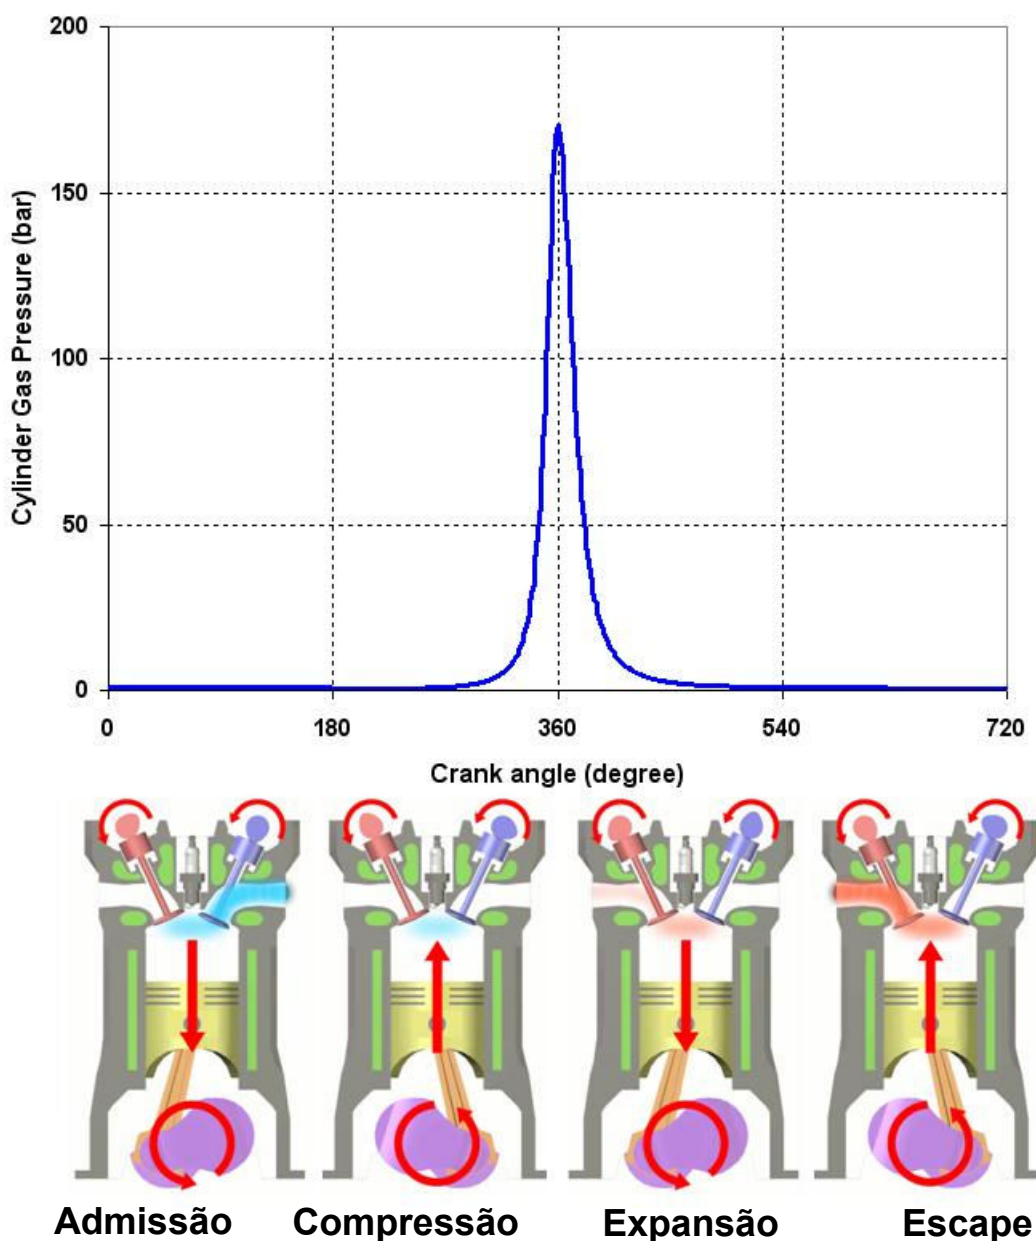 200
150
100
50
0
Cylinder Gas Pressure (bar)
0 180 360 540 720
Crank angle (degree)
Admissão Compressão Expansão Escape